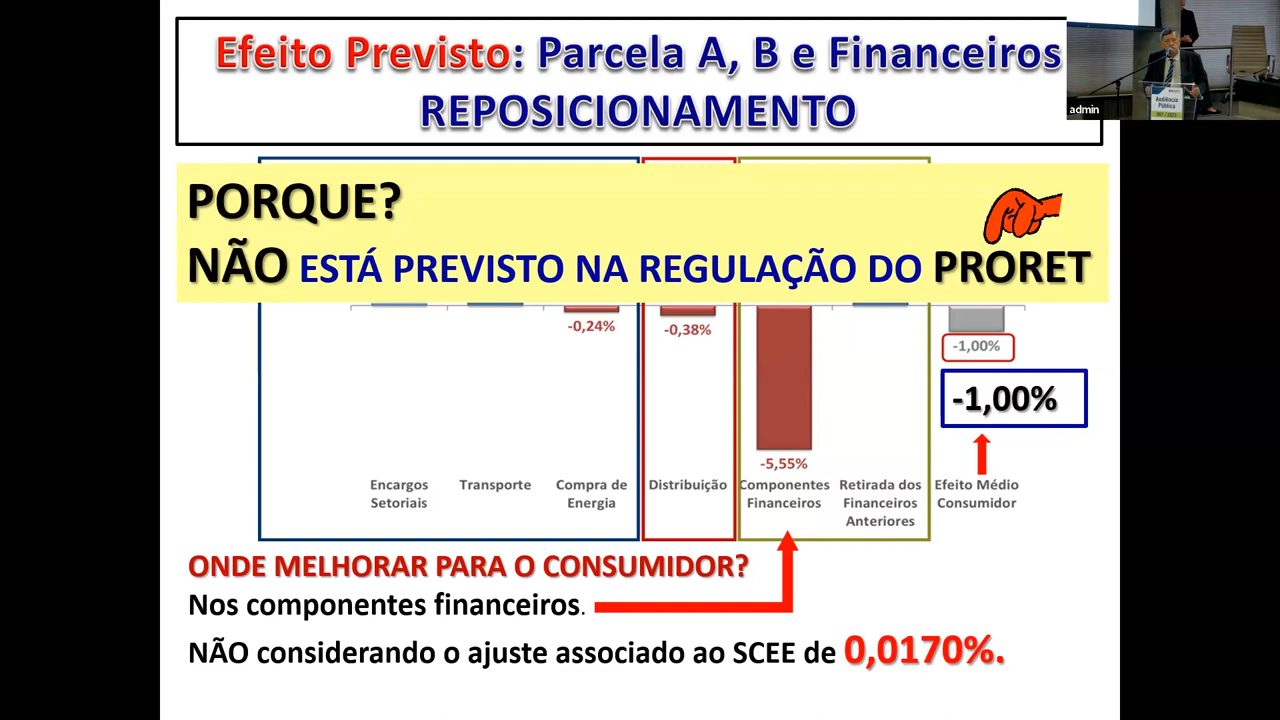 Efeito Previsto: Parcela A, B e Financeiros
REPOSICIONAMENTO
admin
Audiência
Pública
PORQUE?
NÃO ESTÁ PREVISTO NA REGULAÇÃO DO PRORET
-0,24%
-0,38%
-1,00%
-1,00%
-5,55%
Encargos
Setoriais
Transporte
Compra de
Energia
Distribuição
Componentes
Financeiros
Retirada dos
Financeiros
Anteriores
Efeito Médio
Consumidor
ONDE MELHORAR PARA O CONSUMIDOR?
Nos componentes financeiros.
NÃO considerando o ajuste associado ao SCEE de 0,0170%.